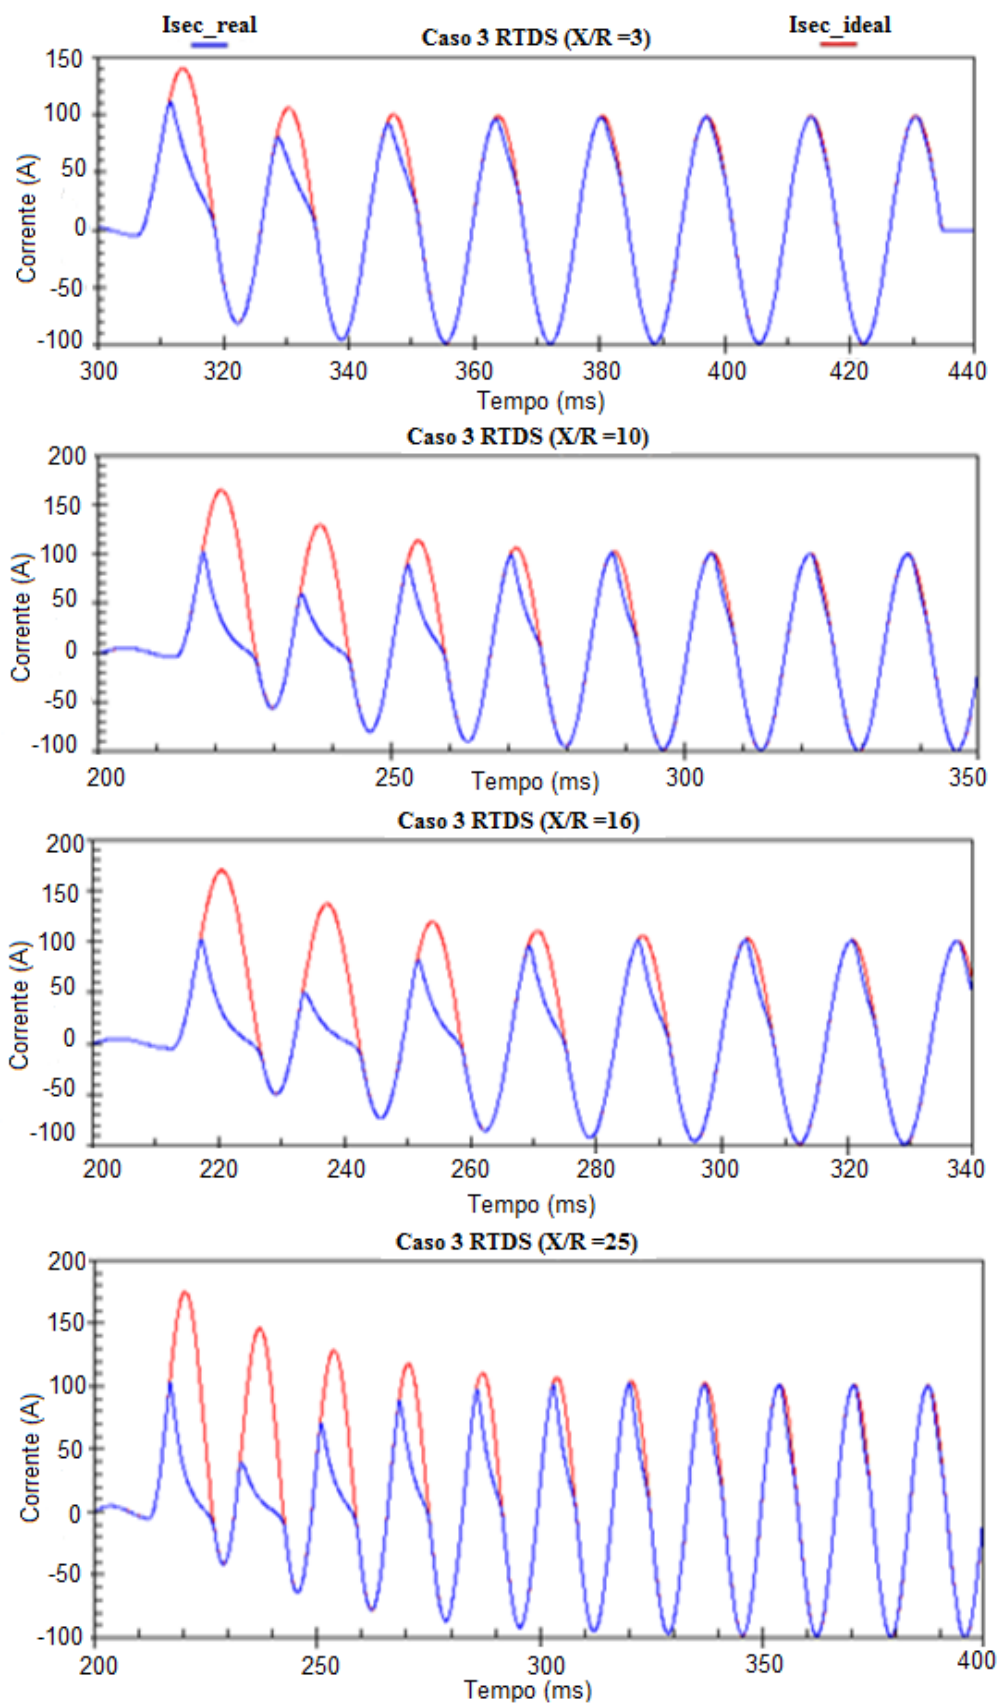 Isec_real
Caso 3 RTDS (X/R =3)
Isec_ideal
150
100
50
0
-50
-100
Corrente (A)
300 320 340 360 380 400 420 440
Tempo (ms)
Caso 3 RTDS (X/R =10)
200
150
100
50
0
-50
-100
Corrente (A)
200 250 300 350
Tempo (ms)
Caso 3 RTDS (X/R =16)
200
150
100
50
0
-50
-100
Corrente (A)
200 220 240 260 280 300 320 340
Tempo (ms)
Caso 3 RTDS (X/R =25)
200
150
100
50
0
-50
-100
Corrente (A)
200 250 300 350 400
Tempo (ms)